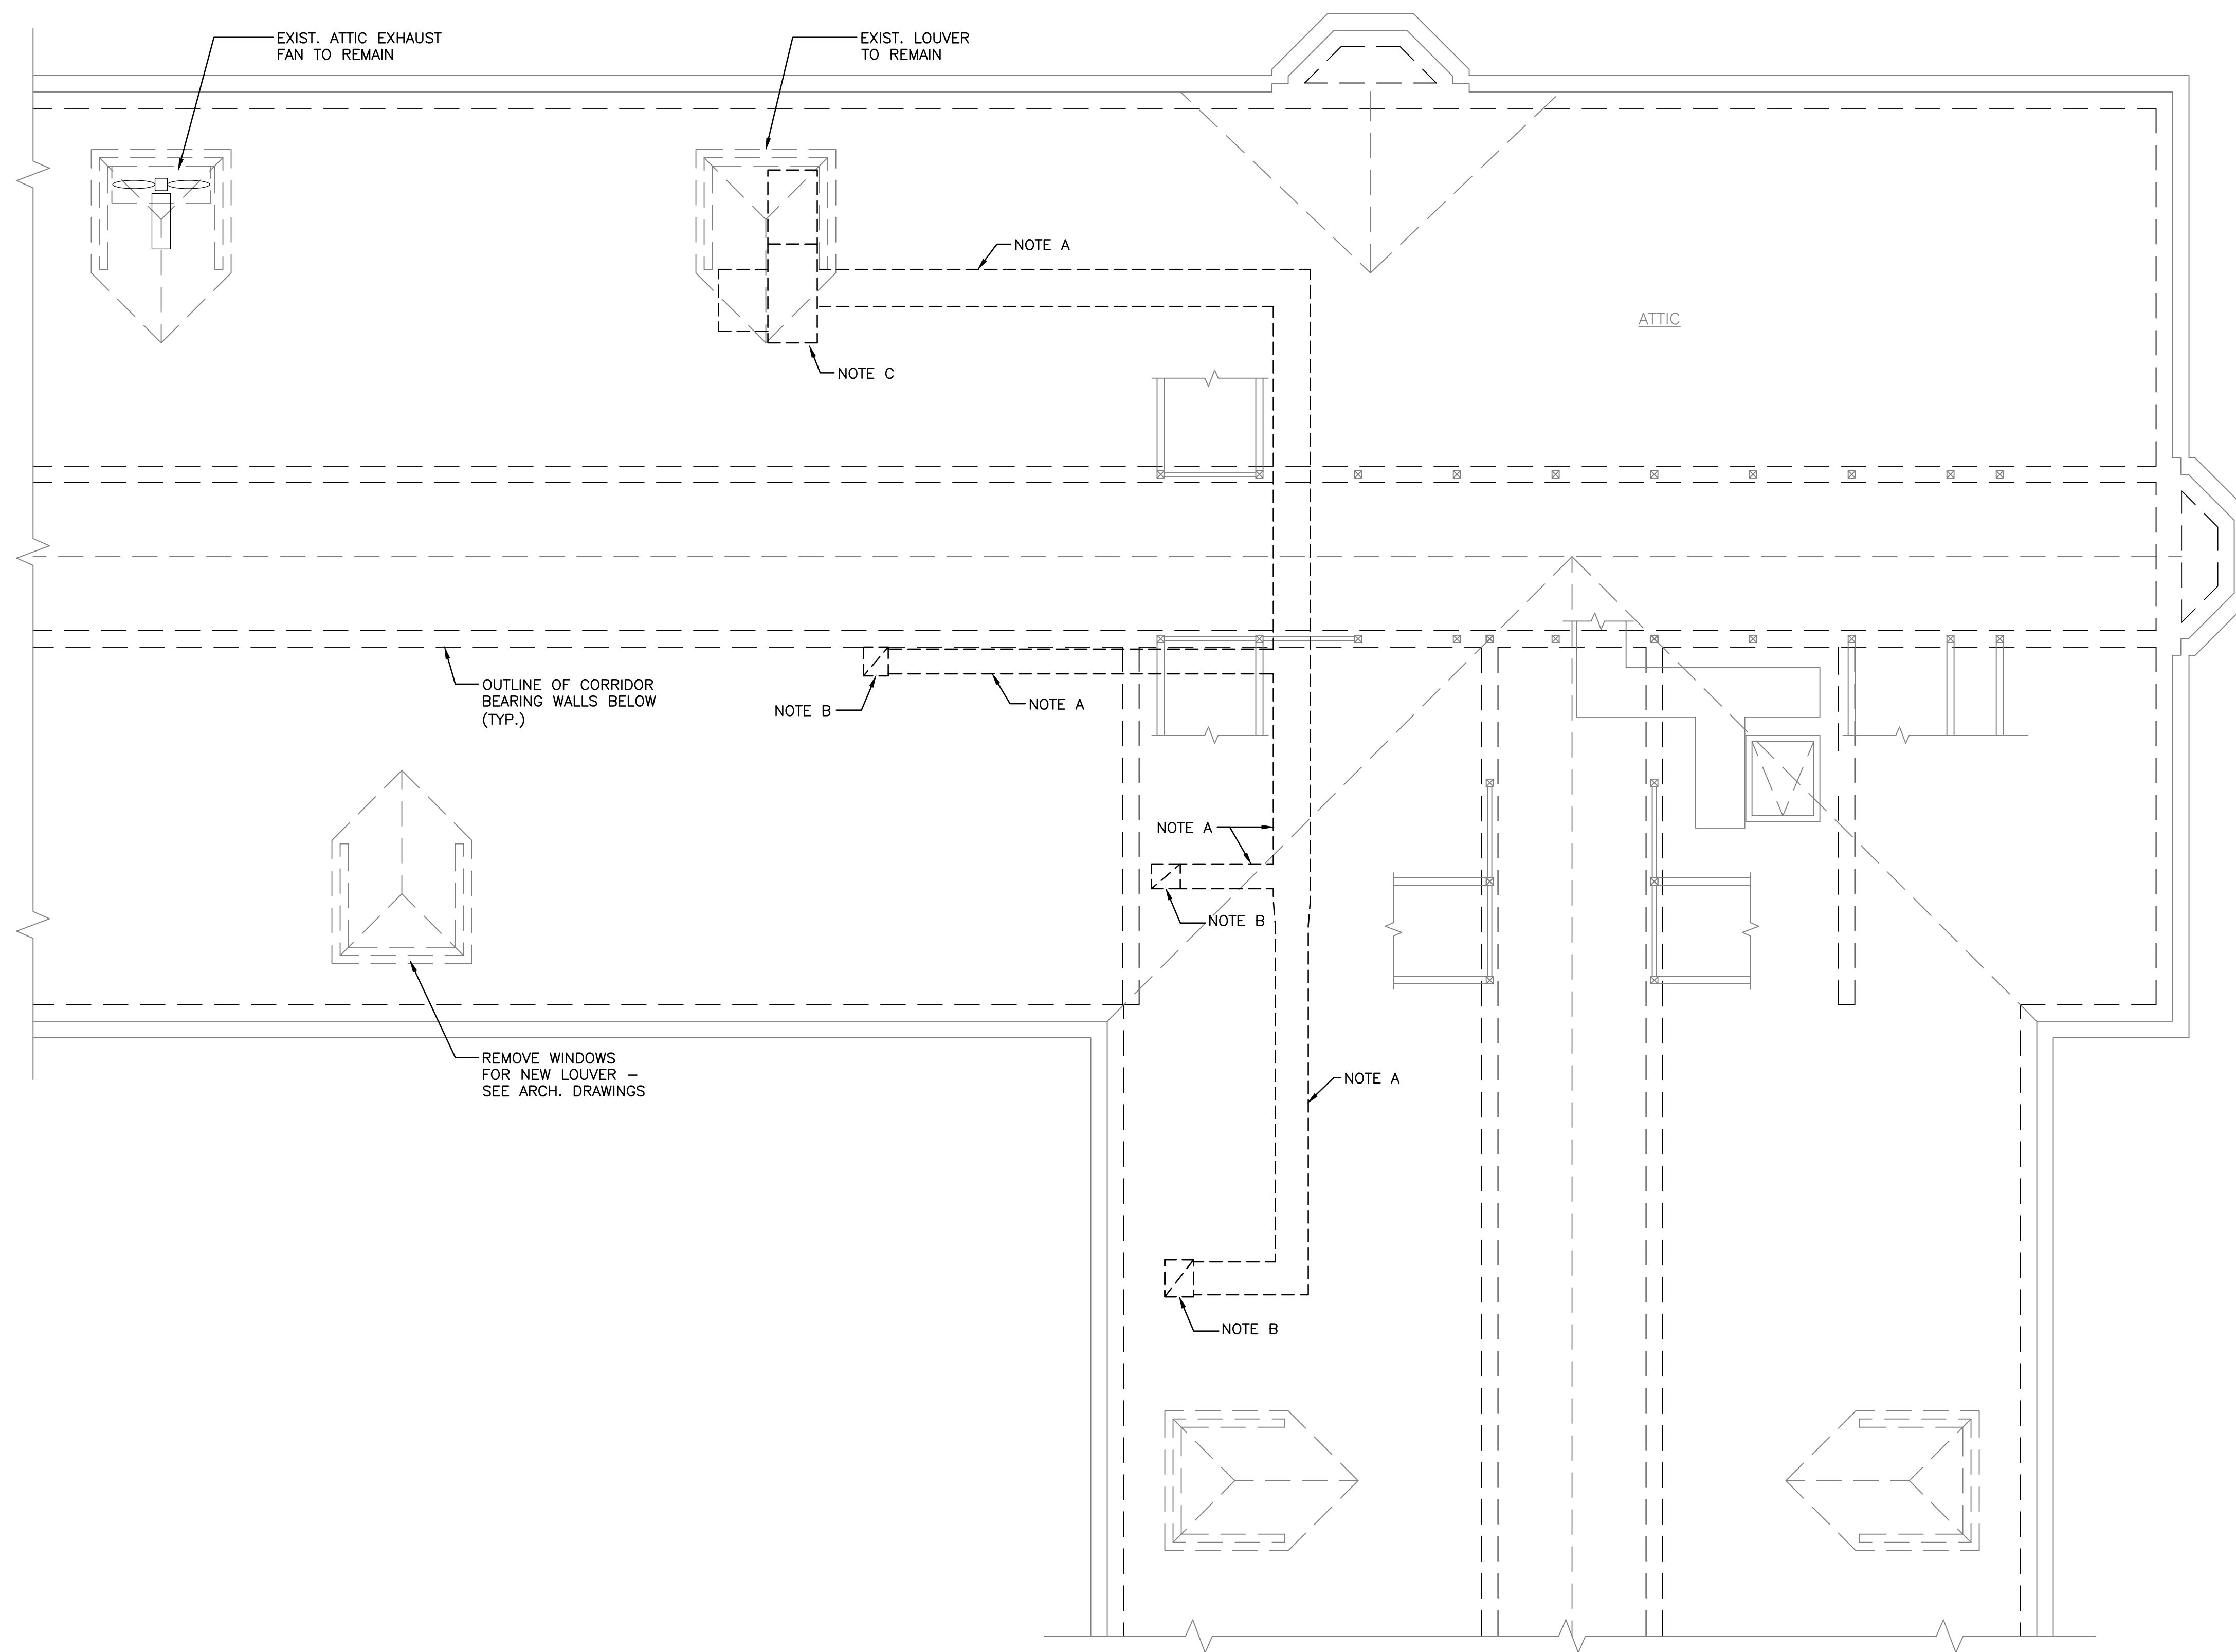 EXIST. ATTIC EXHAUST
FAN TO REMAIN
EXIST. LOUVER
TO REMAIN
NOTE A
ATTIC
NOTE C
OUTLINE OF CORRIDOR
BEARING WALLS BELOW
(TYP.)
NOTE B
NOTE A
NOTE A
NOTE B
REMOVE WINDOWS
FOR NEW LOUVER –
SEE ARCH. DRAWINGS
NOTE A
NOTE B